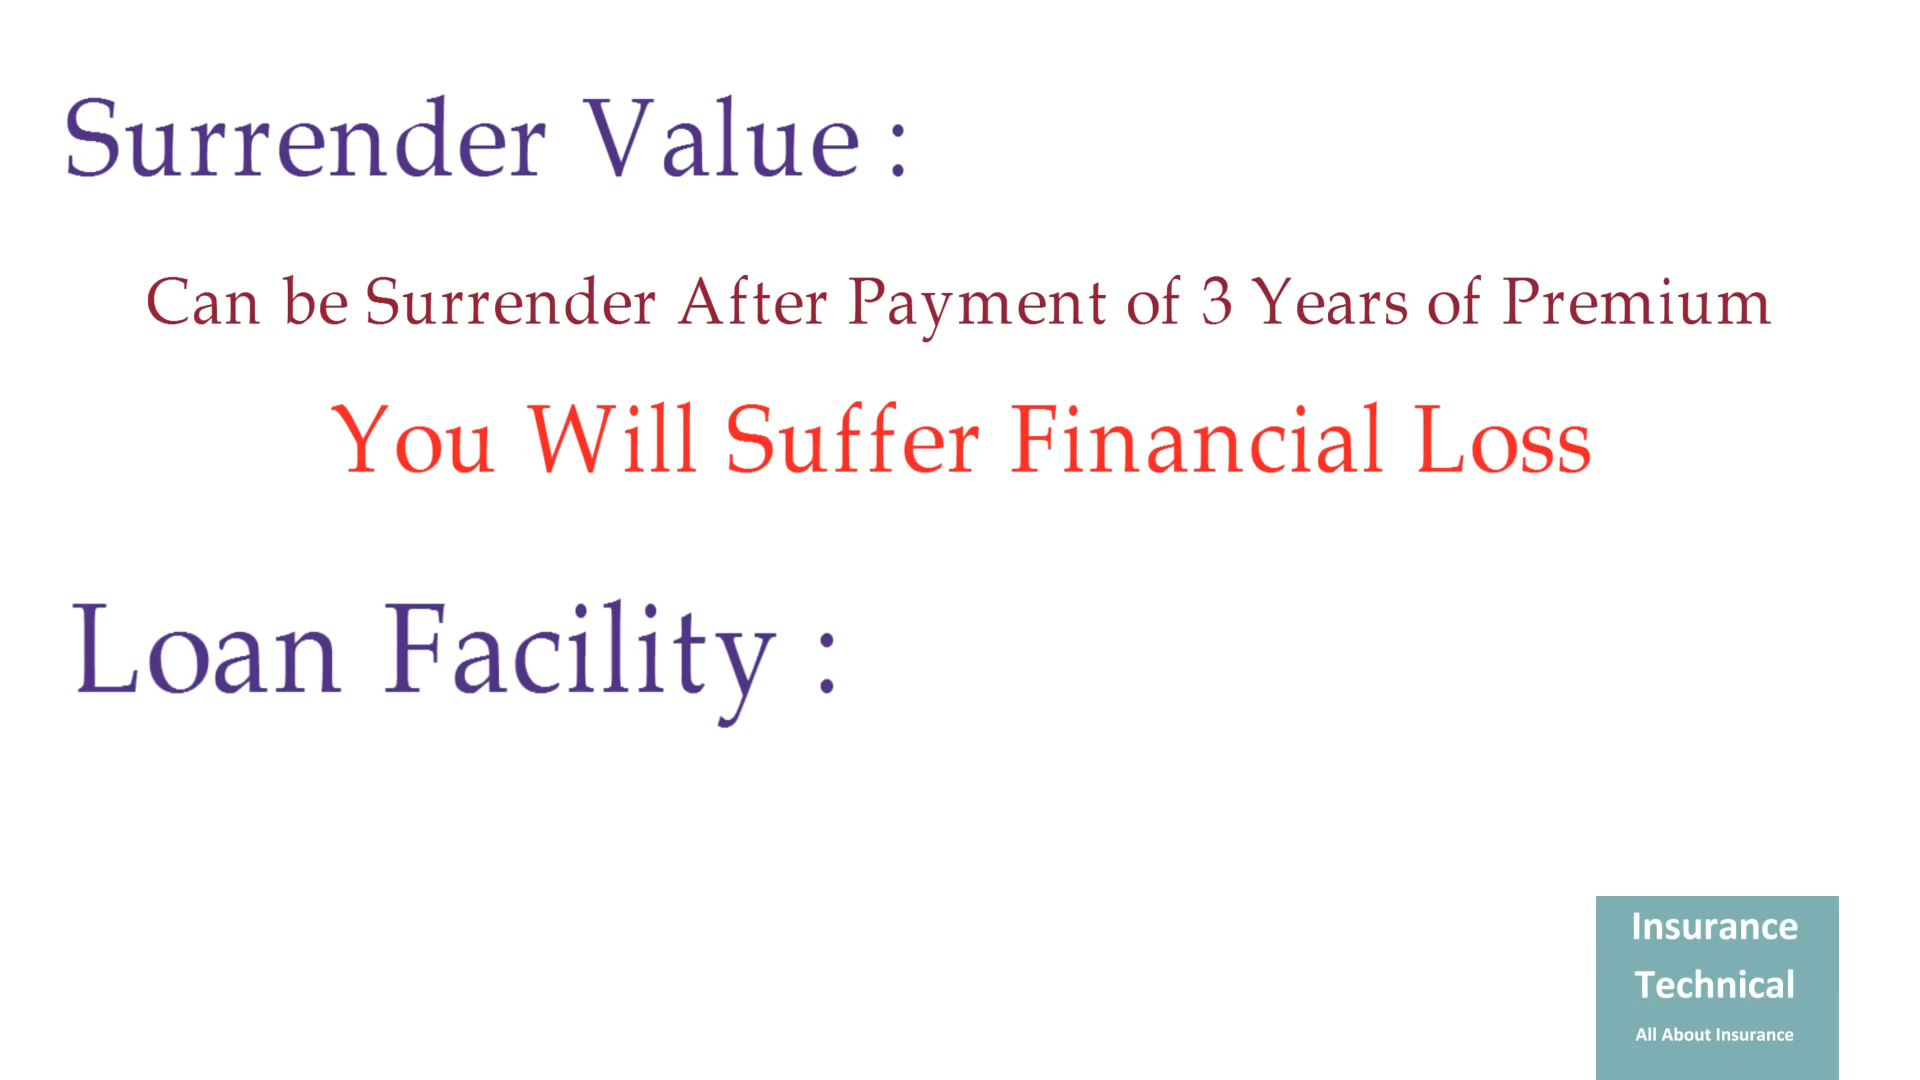 Surrender Value :
Can be Surrender After Payment of 3 Years of Premium
You Will Suffer Financial Loss
Loan Facility :
Insurance
Technical
All About Insurance